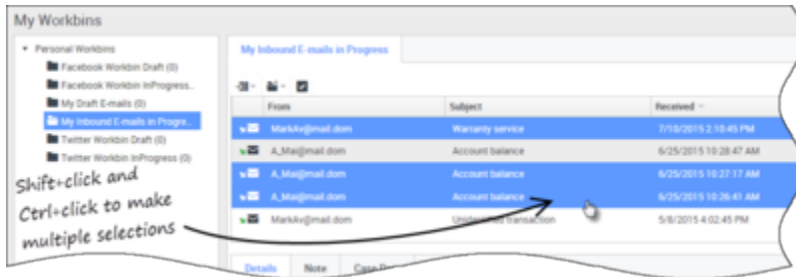 My Workbins
Personal Workbins
Facebook Workbin Draft (0)
Facebook Workbin InProgress..
My Draft E-mails (0)
My Inbound E-mails in Progre..
Twitter Workbin Draft (0)
Twitter Workbin InProgress (0)
Shift+click and
Ctrl+click to make
multiple selections
My Inbound E-mails in Progress
From Subject Received
MarkAv@mail.dom Warranty service 7/10/2015 2:10:45 PM
A_Mai@mail.dom Account balance 6/25/2015 10:28:47 AM
A_Mai@mail.dom Account balance 6/25/2015 10:27:17 AM
A_Mai@mail.dom Account balance 6/25/2015 10:26:41 AM
MarkAv@mail.dom transaction 5/8/2015 4:02:45 PM
Details Note Case